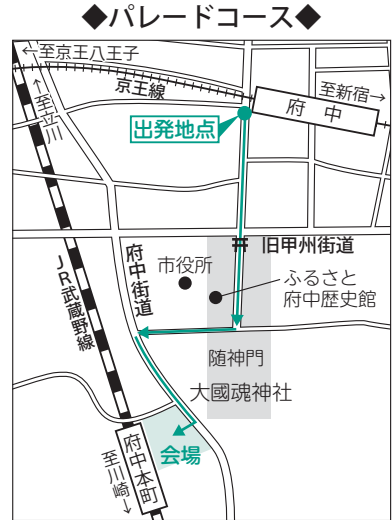 ◆パレードコース◆
←至京王八王子
京王線
至新宿→
←至立川
府中
出発地点
旧甲州街道
府中街道
市役所
ふるさと
府中歴史館
JR武蔵野線
随神門
大國魂神社
会場
府中本町
至川崎→